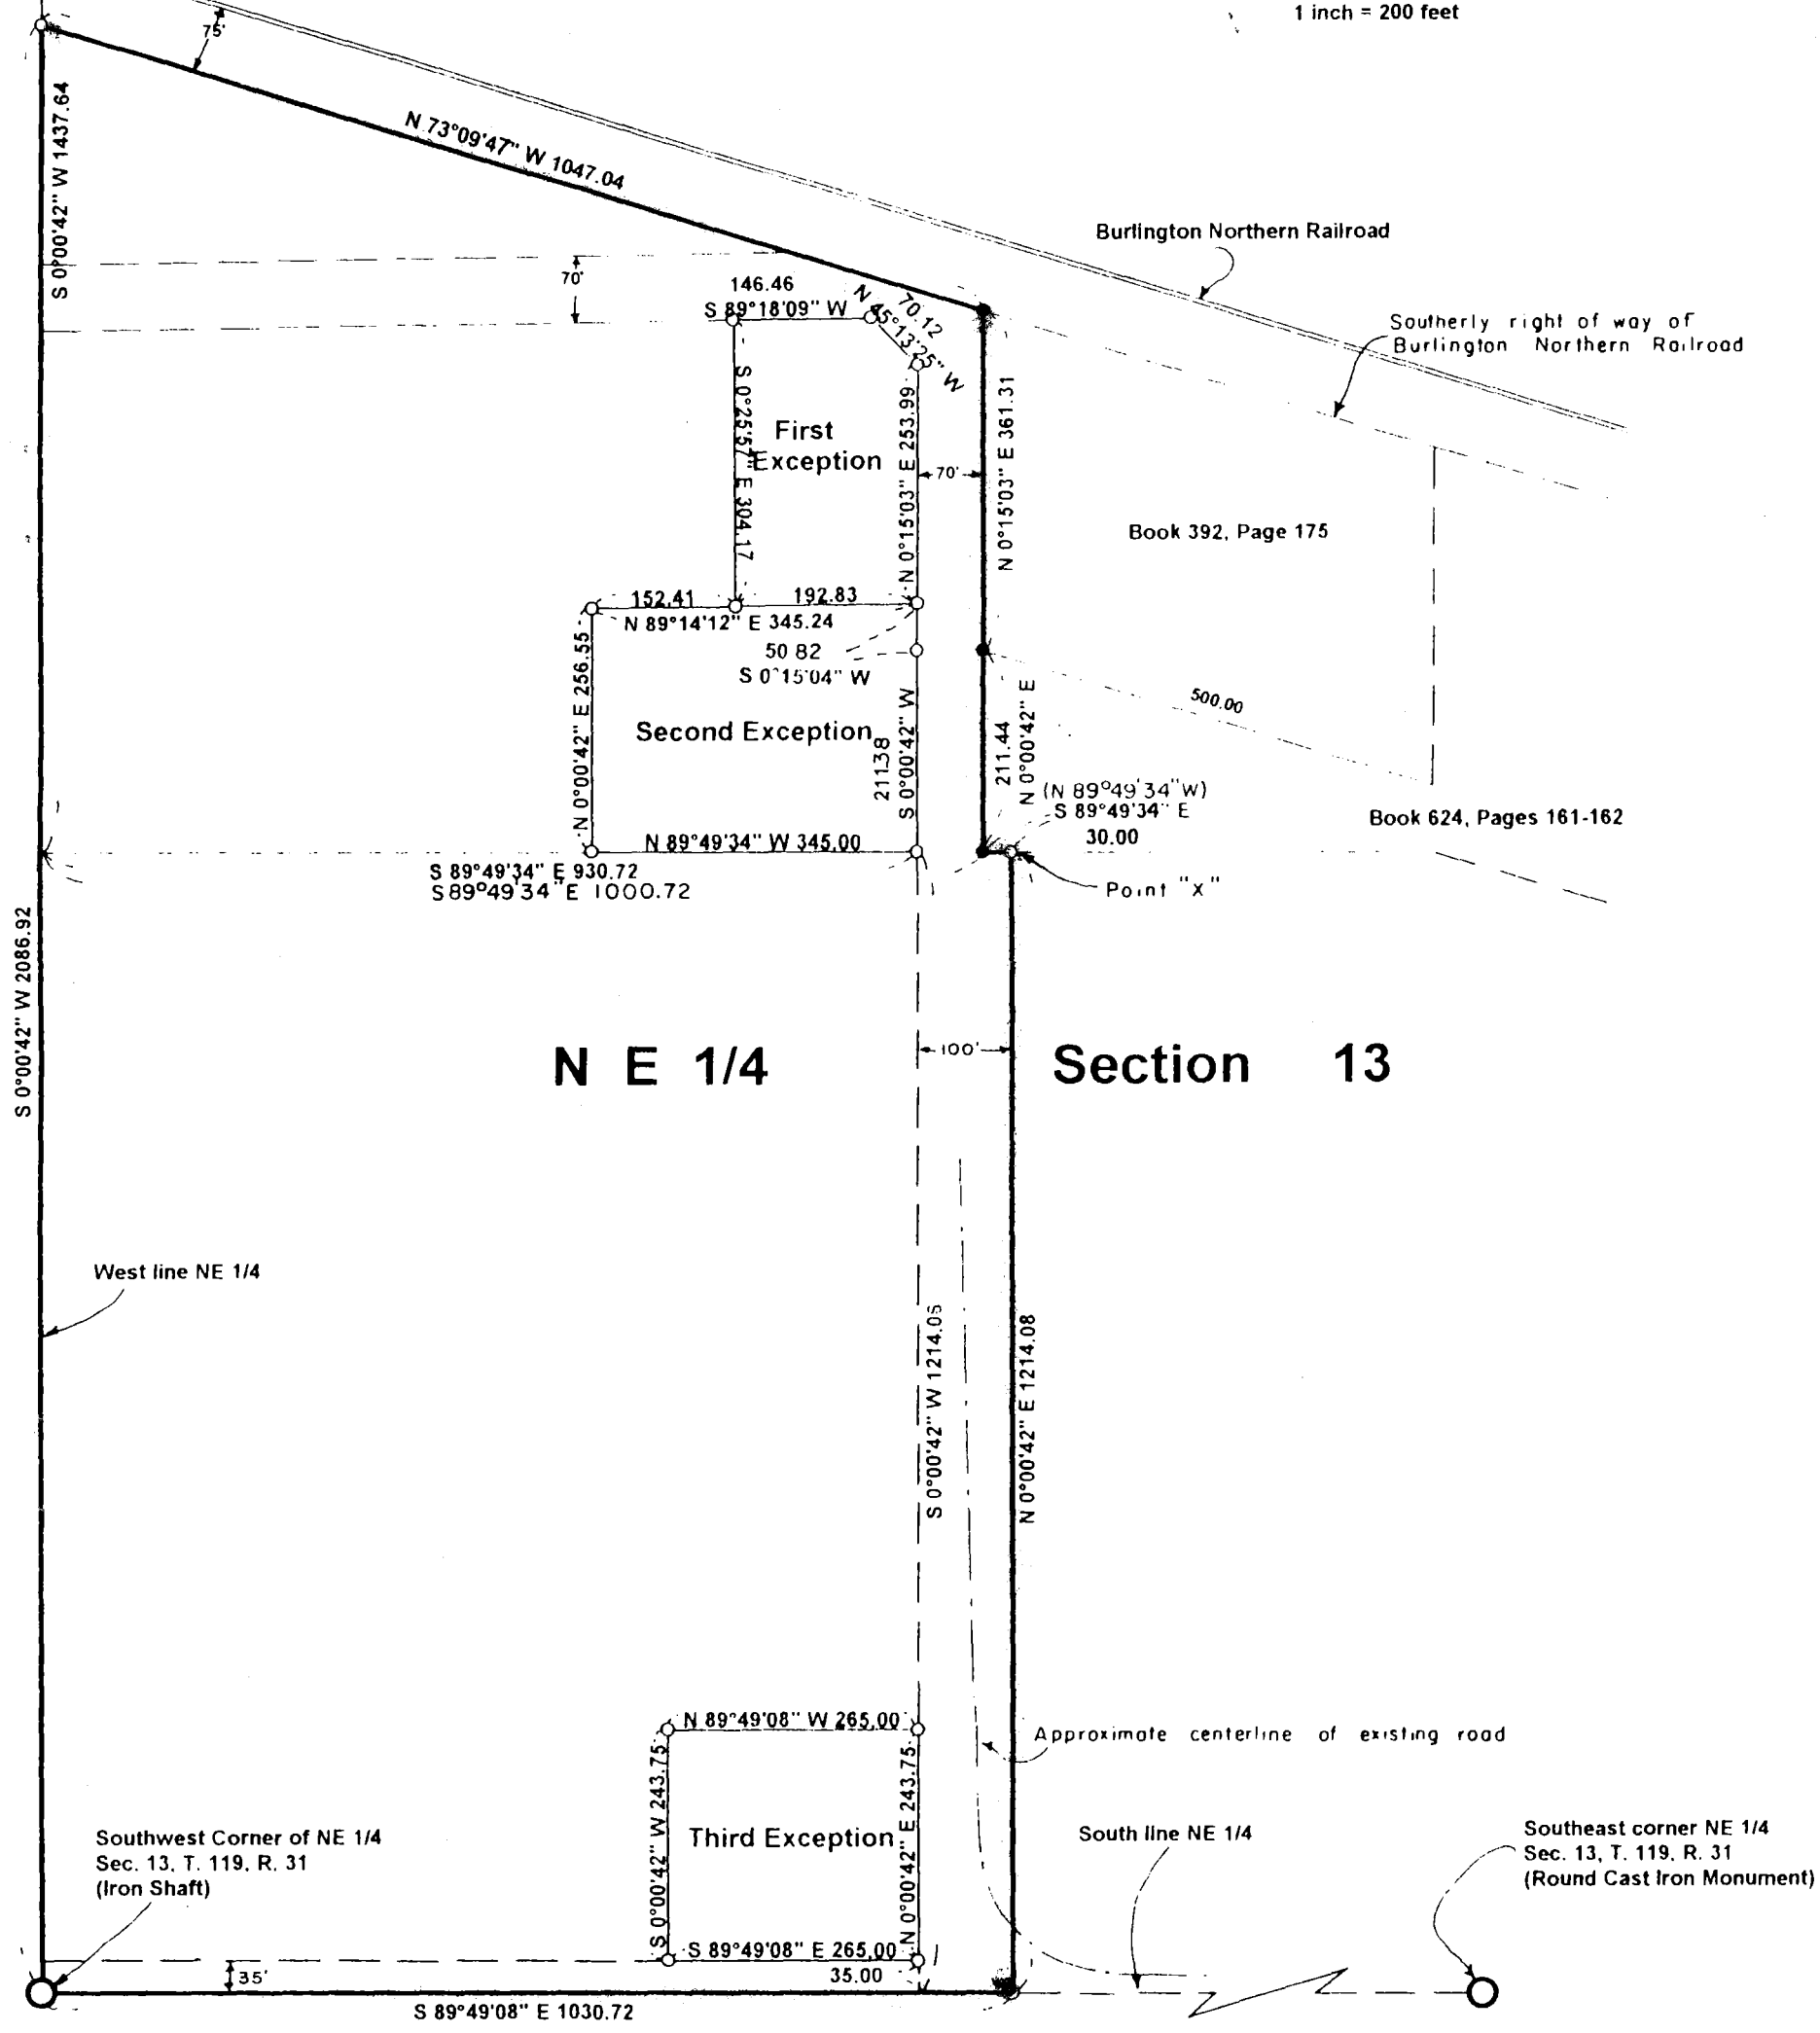 1 inch = 200 feet
75'
S 0°00'42" W 1437.64
N 73°09'47" W 1047.04
Burlington Northern Railroad
70'
146.46
S 89°18'09" W
70.12
N 45°13'25" W
Southerly right of way of
Burlington Northern Railroad
S 0°25'57" E 304.17
First
Exception
N 0°15'03" E 253.99
70'
N 0°15'03" E 361.31
Book 392, Page 175
152.41
192.83
N 89°14'12" E 345.24
50 82
S 0°15'04" W
N 0°00'42" E 256.55
Second Exception
211.38
S 0°00'42" W
211.44
N 0°00'42" E
500.00
(N 89°49'34"W)
S 89°49'34" E
30.00
Book 624, Pages 161-162
N 89°49'34" W 345.00
S 89°49'34" E 930.72
S 89°49'34" E 1000.72
Point "X"
S 0°00'42" W 2086.92
N E 1/4
100'
Section 13
West line NE 1/4
S 0°00'42" W 1214.06
N 0°00'42" E 1214.08
N 89°49'08" W 265.00
Approximate centerline of existing road
S 0°00'42" W 243.75
Third Exception
N 0°00'42" E 243.75
South line NE 1/4
Southwest Corner of NE 1/4
Sec. 13, T. 119, R. 31
(Iron Shaft)
Southeast corner NE 1/4
Sec. 13, T. 119, R. 31
(Round Cast Iron Monument)
S 89°49'08" E 265.00
35'
35.00
S 89°49'08" E 1030.72